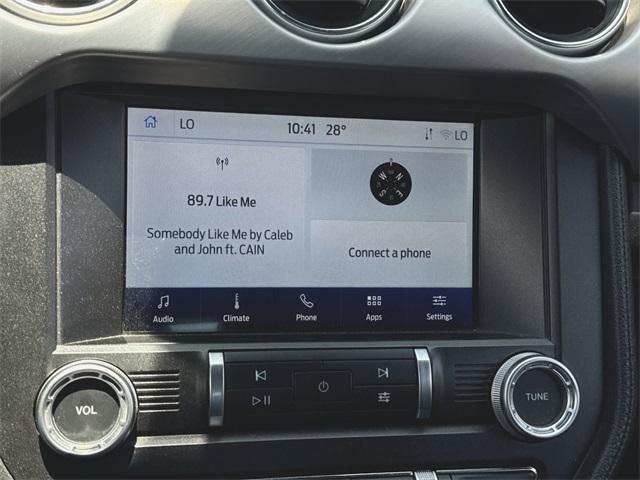 LO 10:41 28° LO
89.7 Like Me
Somebody Like Me by Caleb
and John ft. CAIN
Connect a phone
Audio Climate Phone Apps Settings
VOL
TUNE